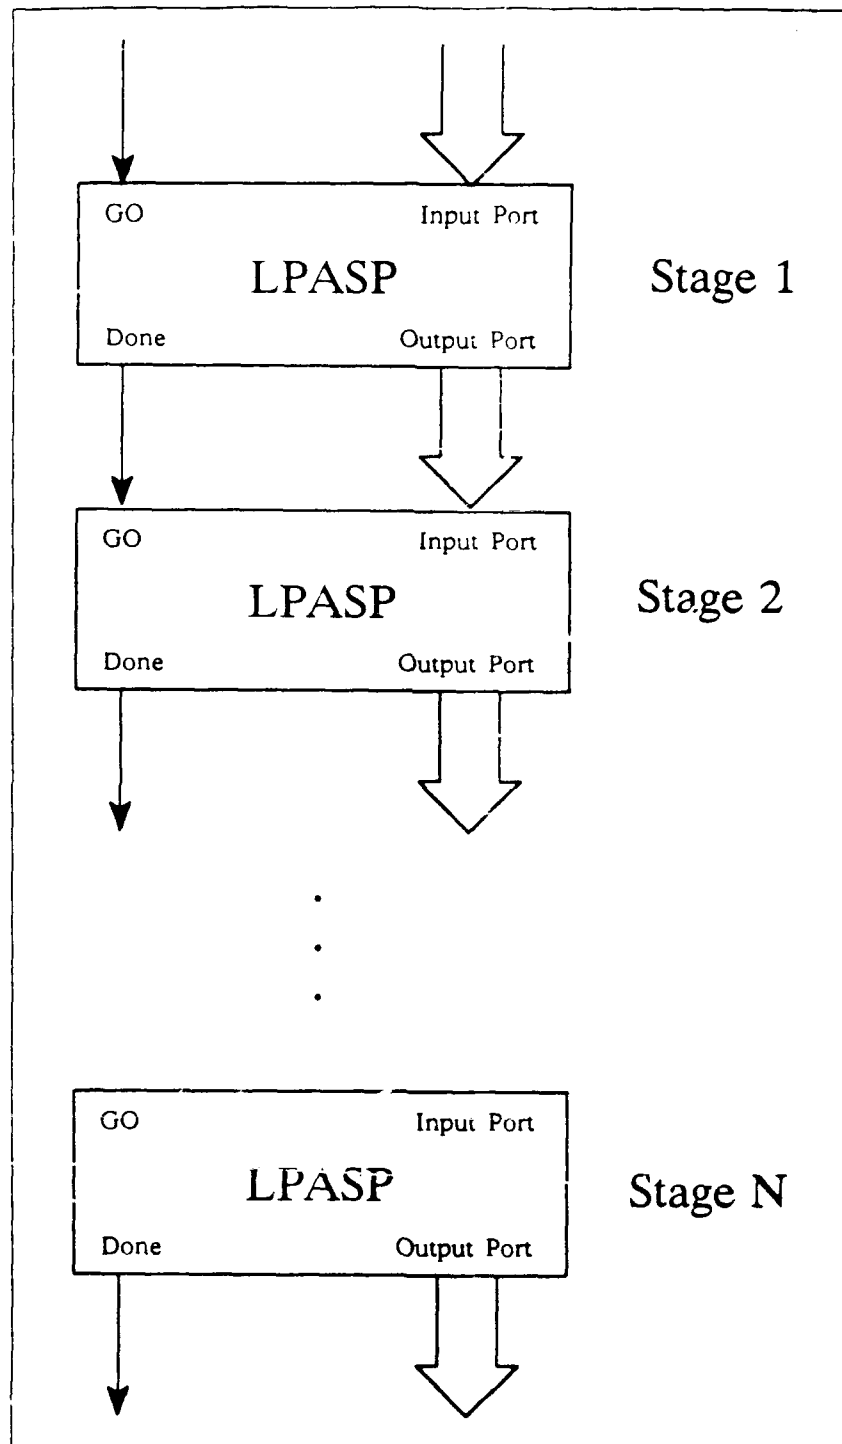 GO Input Port
LPASP Stage 1
Done Output Port
GO Input Port
LPASP Stage 2
Done Output Port
GO Input Port
LPASP Stage N
Done Output Port